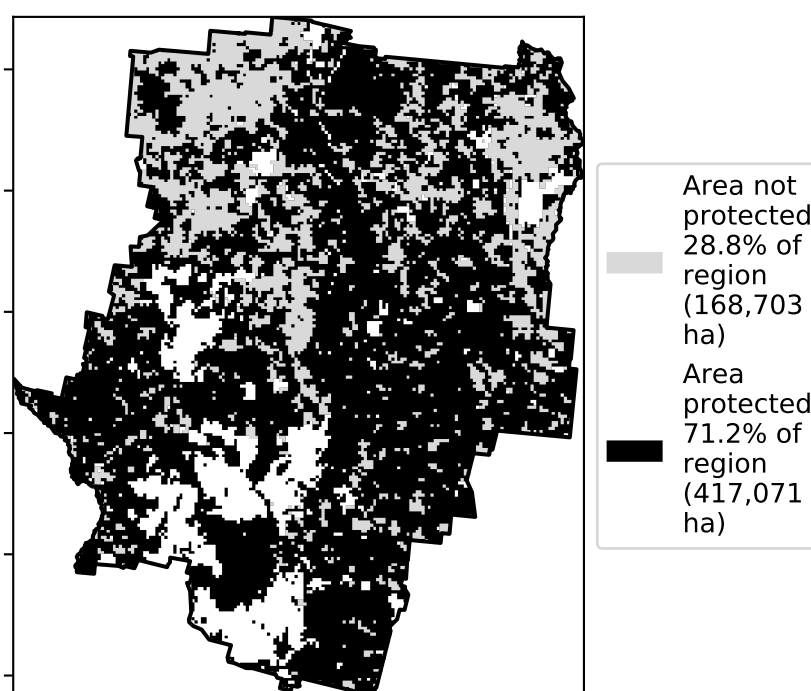 Area not
protected
28.8% of
region
(168,703
ha)
Area
protected
71.2% of
region
(417,071
ha)